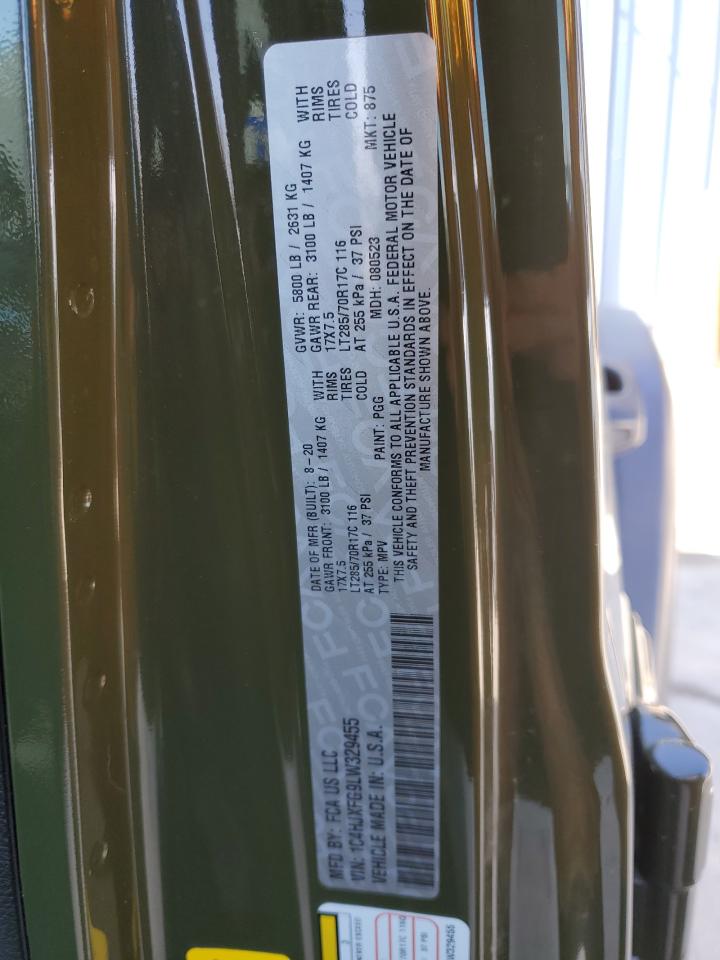 MFD BY: FCA US LLC
VIN: 1C4HJXFG9LW329455
VEHICLE MADE IN: U.S.A.
DATE OF MFR (BUILT): 8-20
GAWR FRONT: 3100 LB / 1407 KG WITH
17X7.5 RIMS
LT285/70R17C 116 TIRES
AT 255 kPa / 37 PSI COLD
GVWR: 5800 LB / 2631 KG
GAWR REAR: 3100 LB / 1407 KG WITH
17X7.5 RIMS
LT285/70R17C 116 TIRES
AT 255 kPa / 37 PSI COLD
TYPE: MPV PAINT: PGG MDH: 080523 MKT: 875
THIS VEHICLE CONFORMS TO ALL APPLICABLE U.S.A. FEDERAL MOTOR VEHICLE
SAFETY AND THEFT PREVENTION STANDARDS IN EFFECT ON THE DATE OF
MANUFACTURE SHOWN ABOVE.
37 PSI
W329455